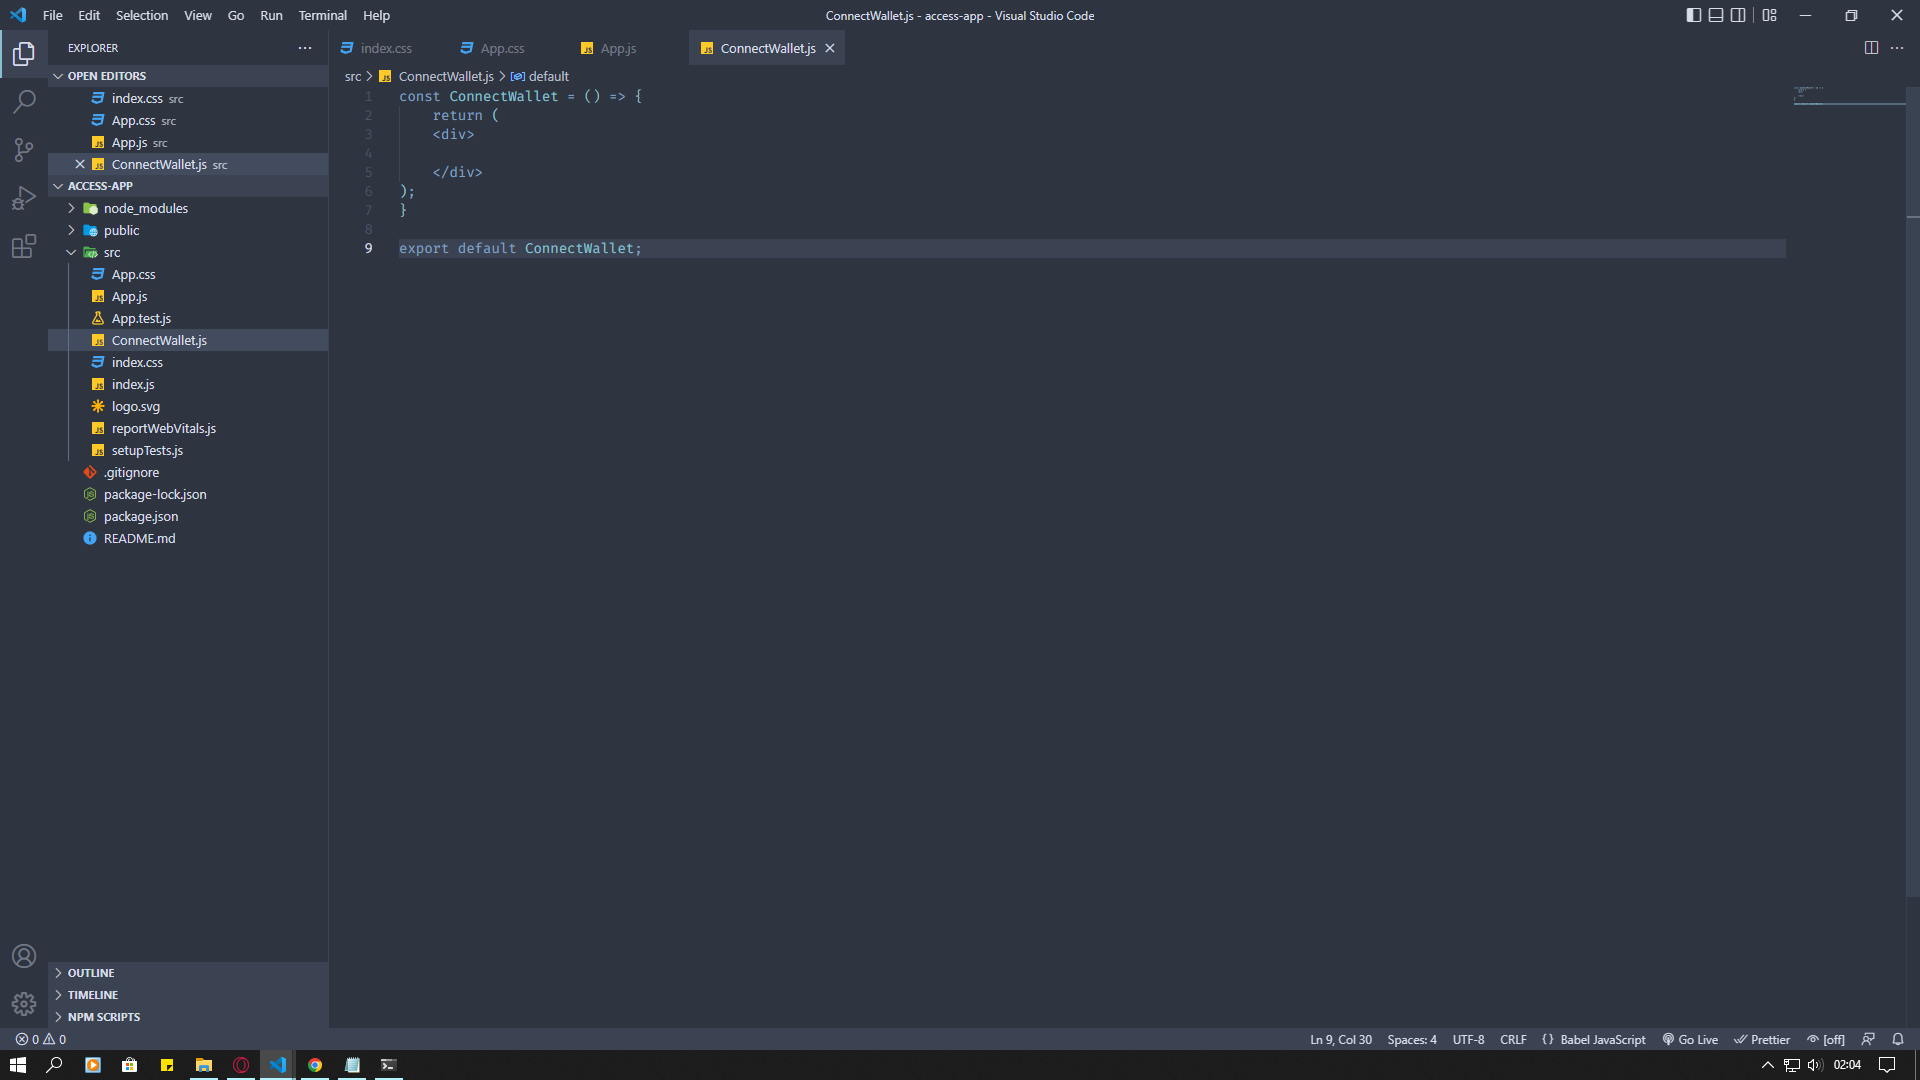 File Edit Selection View Go Run Terminal Help
ConnectWallet.js - access-app - Visual Studio Code
EXPLORER
OPEN EDITORS
index.css src
App.css src
App.js src
ConnectWallet.js src
ACCESS-APP
node_modules
public
src
App.css
App.js
App.test.js
ConnectWallet.js
index.css
index.js
logo.svg
reportWebVitals.js
setupTests.js
.gitignore
package-lock.json
package.json
README.md
OUTLINE
TIMELINE
NPM SCRIPTS
index.css App.css App.js ConnectWallet.js
src > ConnectWallet.js > default
1 const ConnectWallet = () => {
2 return (
3 <div>
4
5 </div>
6 );
7 }
8
9 export default ConnectWallet;
0 0
Ln 9, Col 30 Spaces: 4 UTF-8 CRLF {} Babel JavaScript Go Live Prettier [off]
02:04